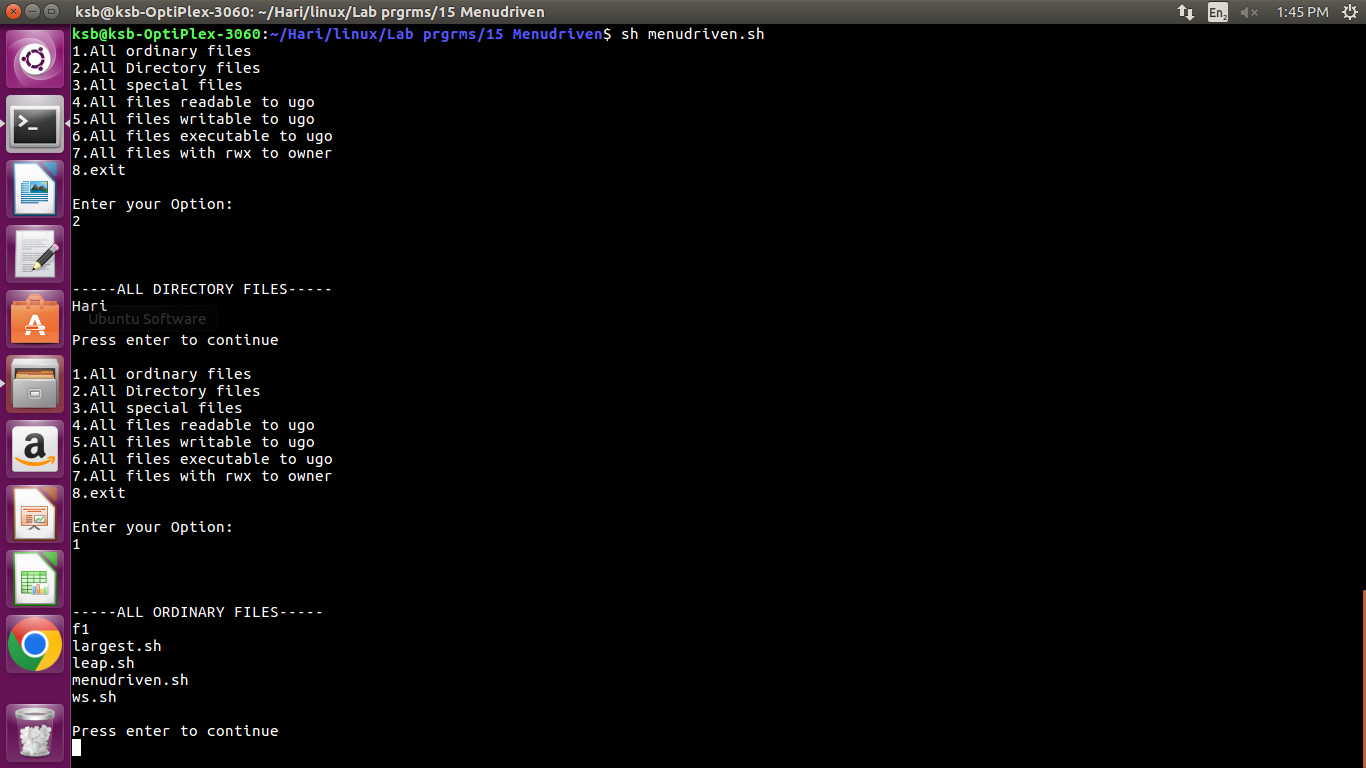 ksb@ksb-OptiPlex-3060: ~/Hari/linux/Lab prgrms/15 Menudriven
En2
1:45 PM
ksb@ksb-OptiPlex-3060:~/Hari/linux/Lab prgrms/15 Menudriven$ sh menudriven.sh
1.All ordinary files
2.All Directory files
3.All special files
4.All files readable to ugo
5.All files writable to ugo
6.All files executable to ugo
7.All files with rwx to owner
8.exit
Enter your Option:
2
-----ALL DIRECTORY FILES-----
Hari
Ubuntu Software
Press enter to continue
1.All ordinary files
2.All Directory files
3.All special files
4.All files readable to ugo
5.All files writable to ugo
6.All files executable to ugo
7.All files with rwx to owner
8.exit
Enter your Option:
1
-----ALL ORDINARY FILES-----
f1
largest.sh
leap.sh
menudriven.sh
ws.sh
Press enter to continue